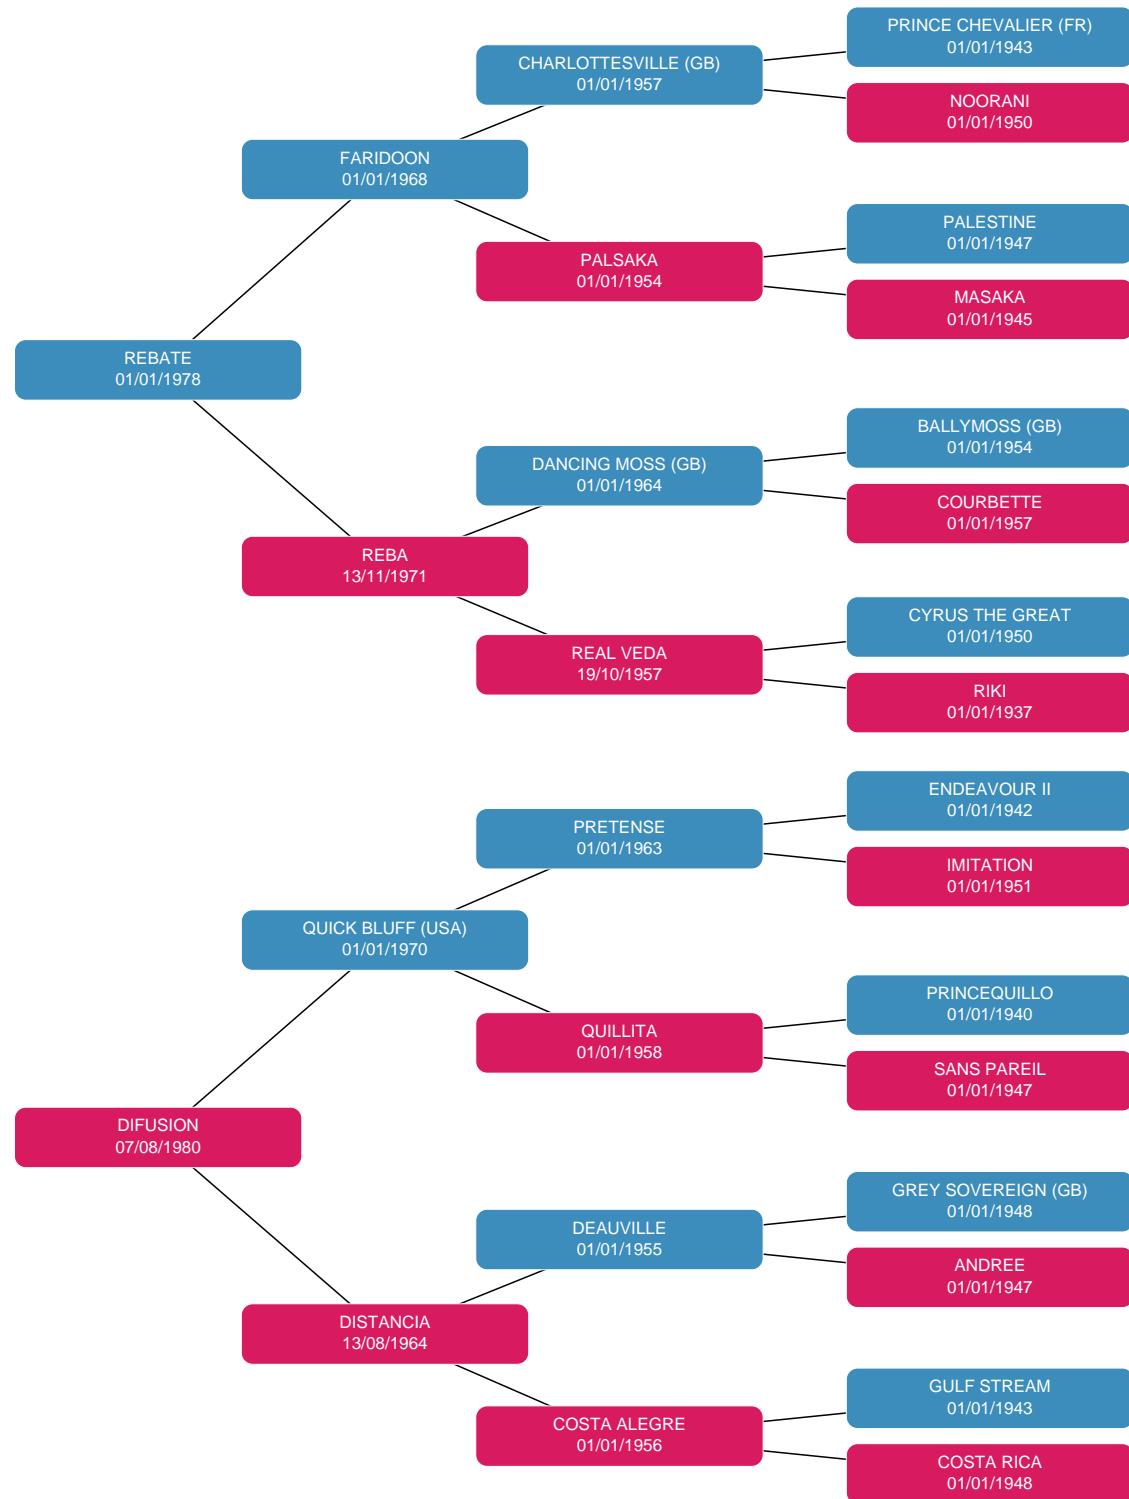 PRINCE CHEVALIER (FR)
01/01/1943
CHARLOTTESVILLE (GB)
01/01/1957
NOORANI
01/01/1950
FARIDOON
01/01/1968
PALESTINE
01/01/1947
PALSAKA
01/01/1954
MASAKA
01/01/1945
REBATE
01/01/1978
BALLYMOSS (GB)
01/01/1954
DANCING MOSS (GB)
01/01/1964
COURBETTE
01/01/1957
REBA
13/11/1971
CYRUS THE GREAT
01/01/1950
REAL VEDA
19/10/1957
RIKI
01/01/1937
ENDEAVOUR II
01/01/1942
PRETENSE
01/01/1963
IMITATION
01/01/1951
QUICK BLUFF (USA)
01/01/1970
PRINCEQUILLO
01/01/1940
QUILLITA
01/01/1958
SANS PAREIL
01/01/1947
DIFUSION
07/08/1980
GREY SOVEREIGN (GB)
01/01/1948
DEAUVILLE
01/01/1955
ANDREE
01/01/1947
DISTANCIA
13/08/1964
GULF STREAM
01/01/1943
COSTA ALEGRE
01/01/1956
COSTA RICA
01/01/1948